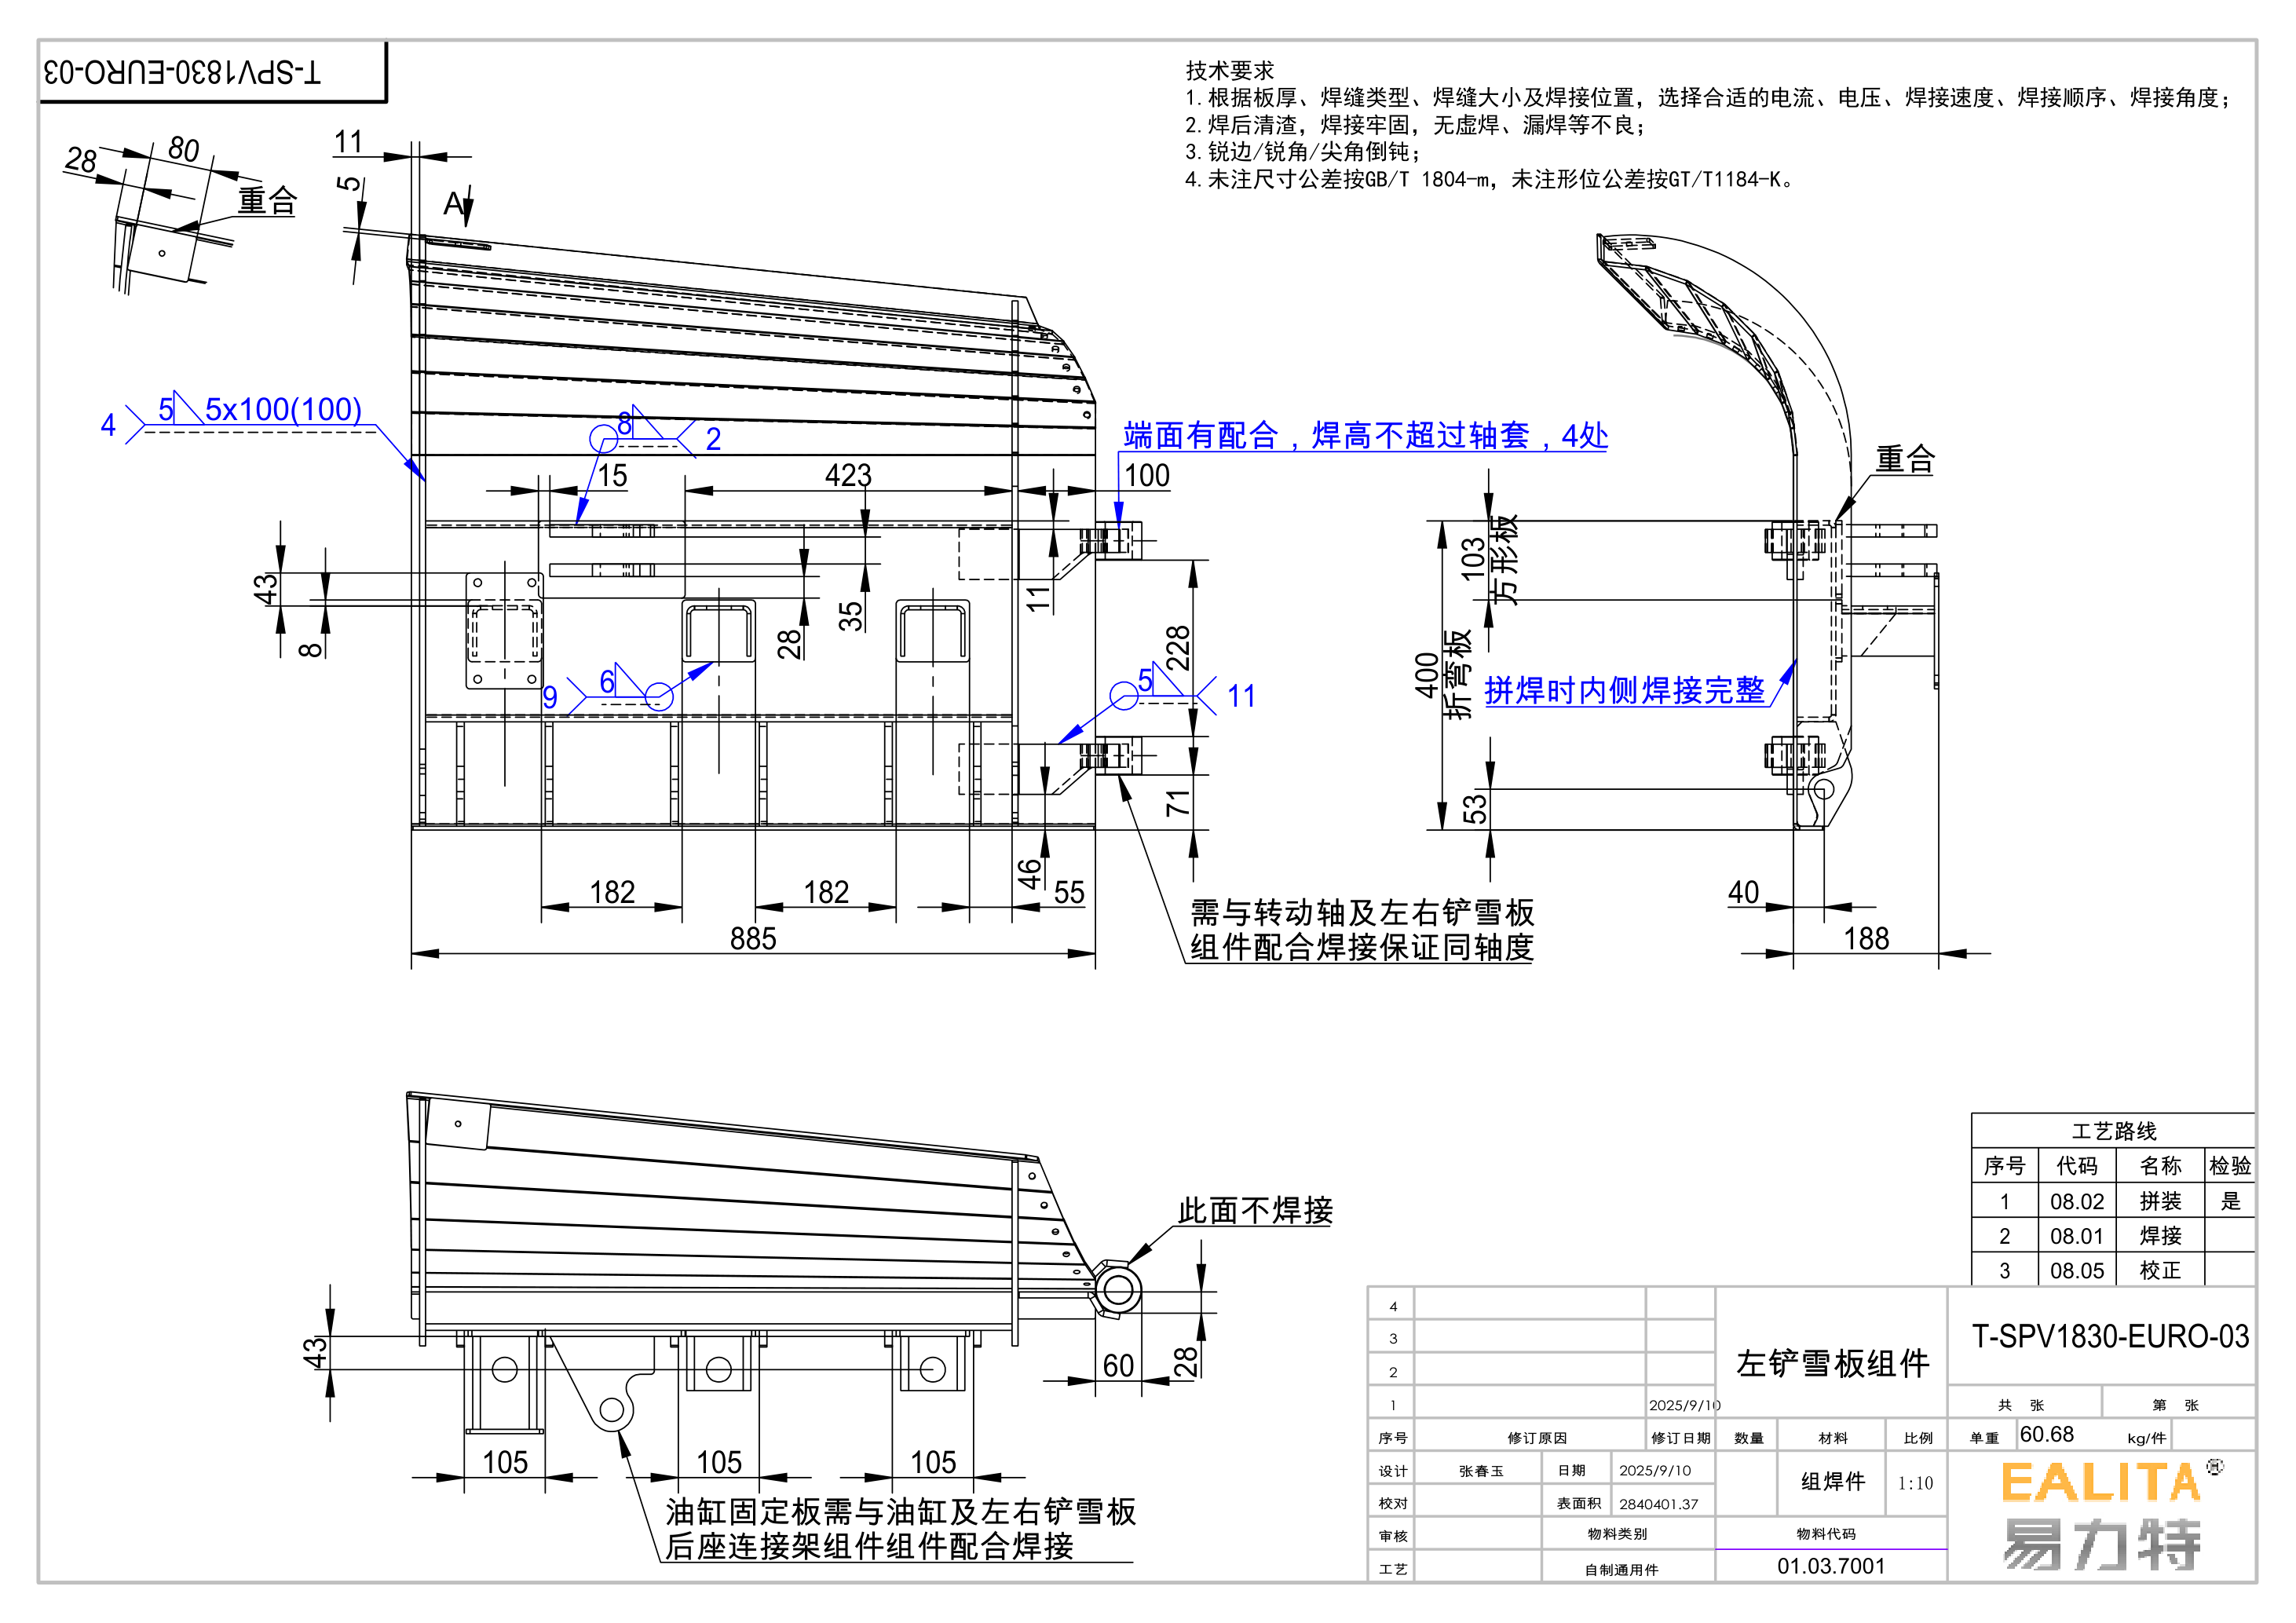 T-SPV1830-EURO-03
技术要求
1.根据板厚、焊缝类型、焊缝大小及焊接位置，选择合适的电流、电压、焊接速度、焊接顺序、焊接角度；
2.焊后清渣，焊接牢固，无虚焊、漏焊等不良；
3.锐边/锐角/尖角倒钝；
4.未注尺寸公差按GB/T 1804-m，未注形位公差按GT/T1184-K。
28
80
重合
11
5
A
4
5
5x100(100)
8
2
端面有配合，焊高不超过轴套，4处
15
423
100
重合
43
8
35
28
11
228
103
方形板
400
折弯板
9
6
5
11
拼焊时内侧焊接完整
71
53
46
182
182
55
885
40
188
需与转动轴及左右铲雪板
组件配合焊接保证同轴度
此面不焊接
43
60
28
105
105
105
油缸固定板需与油缸及左右铲雪板
后座连接架组件组件配合焊接
工艺路线
序号 代码 名称 检验
1 08.02 拼装 是
2 08.01 焊接
3 08.05 校正
4
3
2
1 2025/9/10
序号 修订原因 修订日期 数量 材料 比例
左铲雪板组件
T-SPV1830-EURO-03
共 张 第 张
单重 60.68 kg/件
设计 张春玉 日期 2025/9/10
组焊件 1:10
校对 表面积 2840401.37
审核 物料类别 物料代码
工艺 自制通用件 01.03.7001
EALITA®
易力特